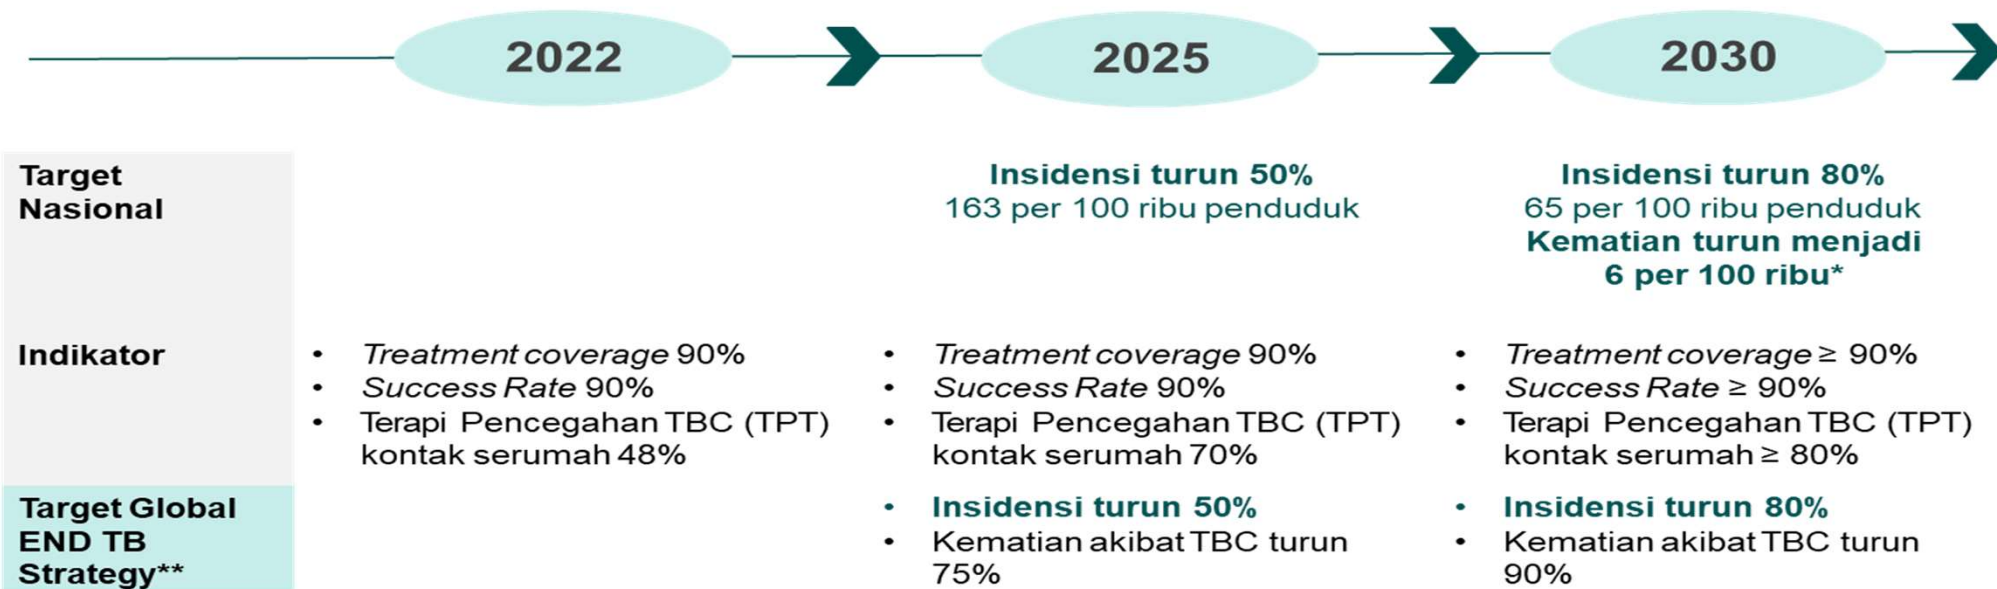 2022
2025
2030
Target
Nasional
Insidensi turun 50%
163 per 100 ribu penduduk
Insidensi turun 80%
65 per 100 ribu penduduk
Kematian turun menjadi
6 per 100 ribu*
Indikator
• Treatment coverage 90%
• Success Rate 90%
• Terapi Pencegahan TBC (TPT)
kontak serumah 48%
• Treatment coverage 90%
• Success Rate 90%
• Terapi Pencegahan TBC (TPT)
kontak serumah 70%
• Treatment coverage ≥ 90%
• Success Rate ≥ 90%
• Terapi Pencegahan TBC (TPT)
kontak serumah ≥ 80%
Target Global
END TB
Strategy**
• Insidensi turun 50%
• Kematian akibat TBC turun
75%
• Insidensi turun 80%
• Kematian akibat TBC turun
90%